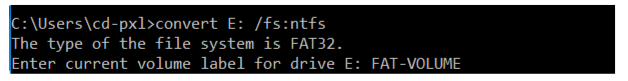 C:\Users\cd-pxl>convert E: /fs:ntfs
The type of the file system is FAT32.
Enter current volume label for drive E: FAT-VOLUME